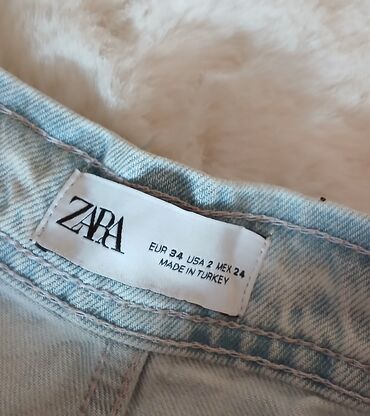 ZARA
EUR 34 USA 2 MEX 24
MADE IN TURKEY